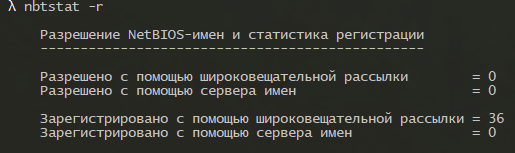 λ nbtstat -r
Разрешение NetBIOS-имен и статистика регистрации
------------------------------------------------
Разрешено с помощью широковещательной рассылки = 0
Разрешено с помощью сервера имен = 0
Зарегистрировано с помощью широковещательной рассылки = 36
Зарегистрировано с помощью сервера имен = 0